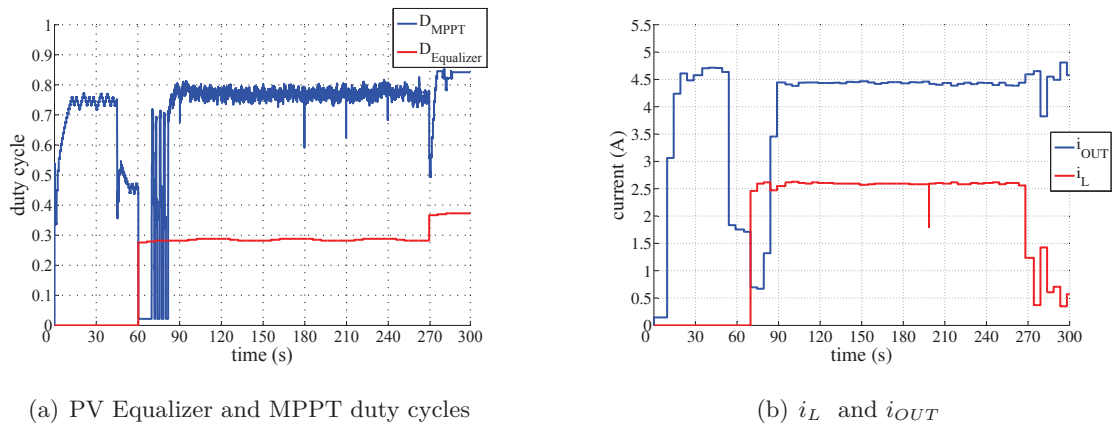 D_MPPT
D_Equalizer
1
0.9
0.8
0.7
0.6
0.5
0.4
0.3
0.2
0.1
0
duty cycle
0 30 60 90 120 150 180 210 240 270 300
time (s)
(a) PV Equalizer and MPPT duty cycles
5.5
5
4.5
4
3.5
3
2.5
2
1.5
1
0.5
0
current (A)
i_OUT
i_L
0 30 60 90 120 150 180 210 240 270 300
time (s)
(b) i_L and i_OUT